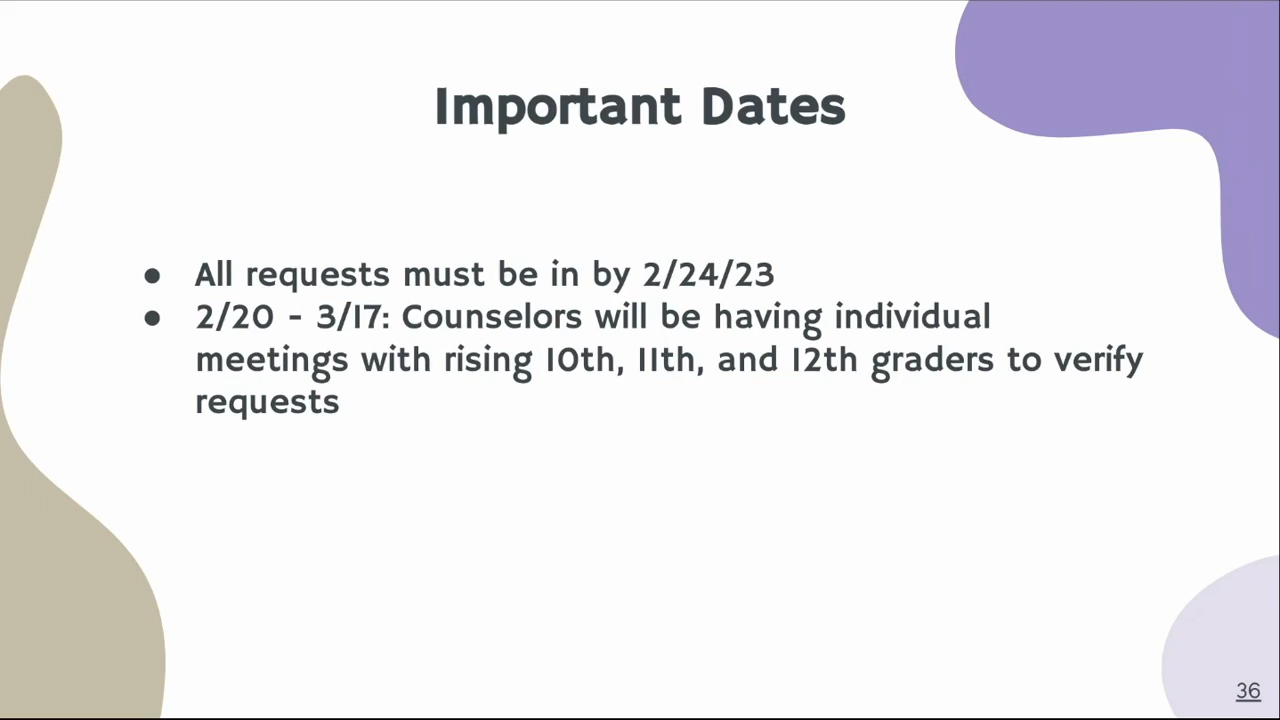 Important Dates
● All requests must be in by 2/24/23
● 2/20 - 3/17: Counselors will be having individual
meetings with rising 10th, 11th, and 12th graders to verify
requests
36